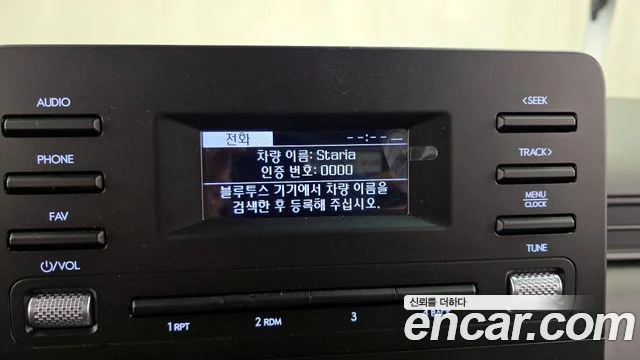 AUDIO
PHONE
FAV
⏻/VOL
전화
--:-- _
차량 이름: Staria
인증 번호: 0000
블루투스 기기에서 차량 이름을
검색한 후 등록해 주십시오.
<SEEK
TRACK>
MENU
CLOCK
TUNE
1 RPT
2 RDM
3
4 BACK
신뢰를 더하다
encar.com